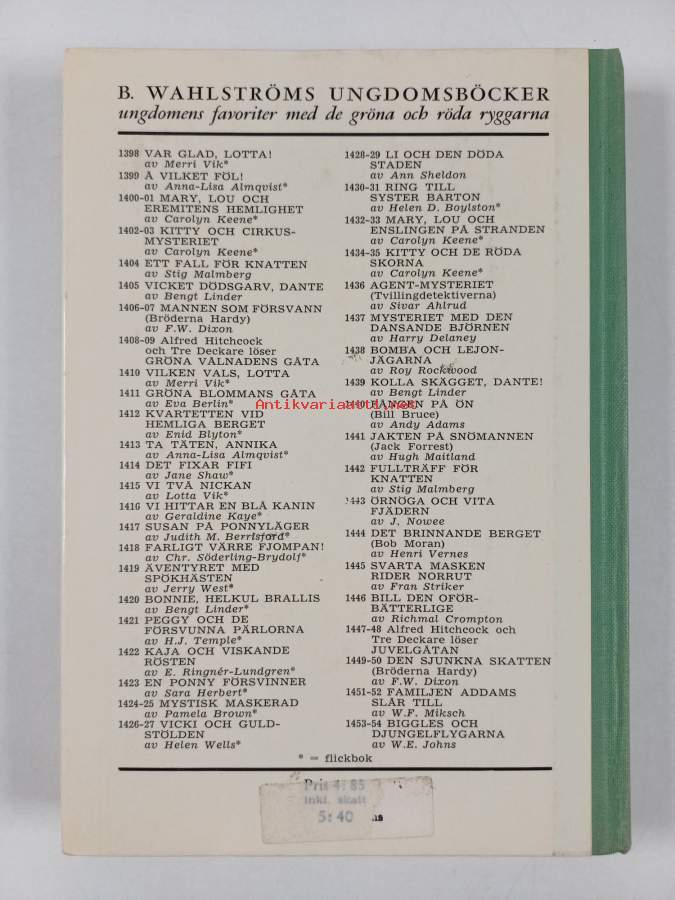 B. WAHLSTRÖMS UNGDOMSBÖCKER
ungdomens favoriter med de gröna och röda ryggarna
1398 VAR GLAD, LOTTA!
av Merri Vik*
1399 Å VILKET FÖL!
av Anna-Lisa Almqvist*
1400-01 MARY, LOU OCH
EREMITENS HEMLIGHET
av Carolyn Keene*
1402-03 KITTY OCH CIRKUS-
MYSTERIET
av Carolyn Keene*
1404 ETT FALL FÖR KNATTEN
av Stig Malmberg
1405 VICKET DÖDSGARV, DANTE
av Bengt Linder
1406-07 MANNEN SOM FÖRSVANN
(Bröderna Hardy)
av F.W. Dixon
1408-09 Alfred Hitchcock
och Tre Deckare löser
GRÖNA VÅLNADENS GÅTA
1410 VILKEN VALS, LOTTA
av Merri Vik*
1411 GRÖNA BLOMMANS GÅTA
av Eva Berlin*
1412 KVARTETTEN VID
HEMLIGA BERGET
av Enid Blyton*
1413 TA TÄTEN, ANNIKA
av Anna-Lisa Almqvist*
1414 DET FIXAR FIFI
av Jane Shaw*
1415 VI TVÅ NICKAN
av Lotta Vik*
1416 VI HITTAR EN BLÅ KANIN
av Geraldine Kaye*
1417 SUSAN PÅ PONNYLÄGER
av Judith M. Berrisford*
1418 FARLIGT VÄRRE FJOMPAN!
av Chr. Söderling-Brydolf*
1419 ÄVENTYRET MED
SPÖKHÄSTEN
av Jerry West*
1420 BONNIE, HELKUL BRALLIS
av Bengt Linder*
1421 PEGGY OCH DE
FÖRSVUNNA PÄRLORNA
av H.J. Temple*
1422 KAJA OCH VISKANDE
RÖSTEN
av E. Ringnér-Lundgren*
1423 EN PONNY FÖRSVINNER
av Sara Herbert*
1424-25 MYSTISK MASKERAD
av Pamela Brown*
1426-27 VICKI OCH GULD-
STÖLDEN
av Helen Wells*
1428-29 LI OCH DEN DÖDA
STADEN
av Ann Sheldon
1430-31 RING TILL
SYSTER BARTON
av Helen D. Boylston*
1432-33 MARY, LOU OCH
ENSLINGEN PÅ STRANDEN
av Carolyn Keene*
1434-35 KITTY OCH DE RÖDA
SKORNA
av Carolyn Keene*
1436 AGENT-MYSTERIET
(Tvillingdetektiverna)
av Sivar Ahlrud
1437 MYSTERIET MED DEN
DANSANDE BJÖRNEN
av Harry Delaney
1438 BOMBA OCH LEJON-
JÄGARNA
av Roy Rockwood
1439 KOLLA SKÄGGET, DANTE!
av Bengt Linder
FÅNGEN PÅ ÖN
(Bill Bruce)
av Andy Adams
1441 JAKTEN PÅ SNÖMANNEN
(Jack Forrest)
av Hugh Maitland
1442 FULLTRÄFF FÖR
KNATTEN
av Stig Malmberg
1443 ÖRNÖGA OCH VITA
FJÄDERN
av J. Nowee
1444 DET BRINNANDE BERGET
(Bob Moran)
av Henri Vernes
1445 SVARTA MASKEN
RIDER NORRUT
av Fran Striker
1446 BILL DEN OFÖR-
BÄTTERLIGE
av Richmal Crompton
1447-48 Alfred Hitchcock och
Tre Deckare löser
JUVELGÅTAN
1449-50 DEN SJUNKNA SKATTEN
(Bröderna Hardy)
av F.W. Dixon
1451-52 FAMILJEN ADDAMS
SLÅR TILL
av W.F. Miksch
1453-54 BIGGLES OCH
DJUNGELFLYGARNA
av W.E. Johns
* = flickbok
Pris 4:85
inkl. skatt
5:40
Antikvariaatti.net